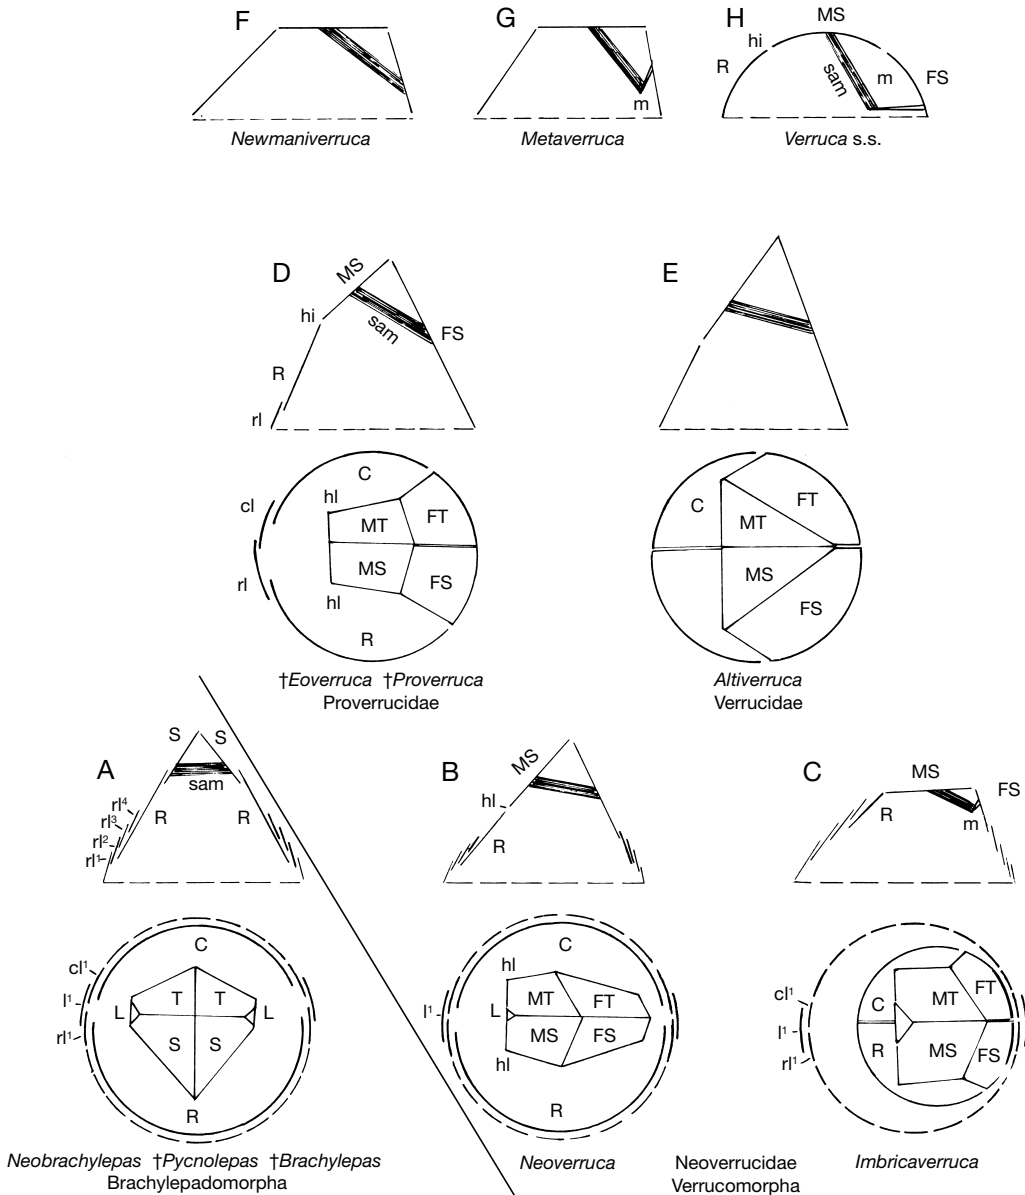 F
Newmaniverruca
G
m
Metaverruca
H
MS
hi
R
sam
m
FS
Verruca s.s.
D
MS
hi
sam
FS
R
rl
C
cl
hl
MT
FT
MS
FS
rl
hl
R
†Eoverruca †Proverruca
Proverrucidae
E
C
MT
FT
MS
FS
Altiverruca
Verrucidae
A
S S
sam
rl⁴
rl³
rl²
rl¹
R R
C
cl¹
l¹
rl¹
T T
L L
S S
R
Neobrachylepas †Pycnolepas †Brachylepas
Brachylepadomorpha
B
MS
hl
R
C
hl
MT
FT
l¹
L
MS
FS
hl
R
Neoverruca
Neoverrucidae
Verrucomorpha
C
MS
FS
R
m
cl¹
l¹
rl¹
C
MT
FT
R
MS
FS
Imbricaverruca